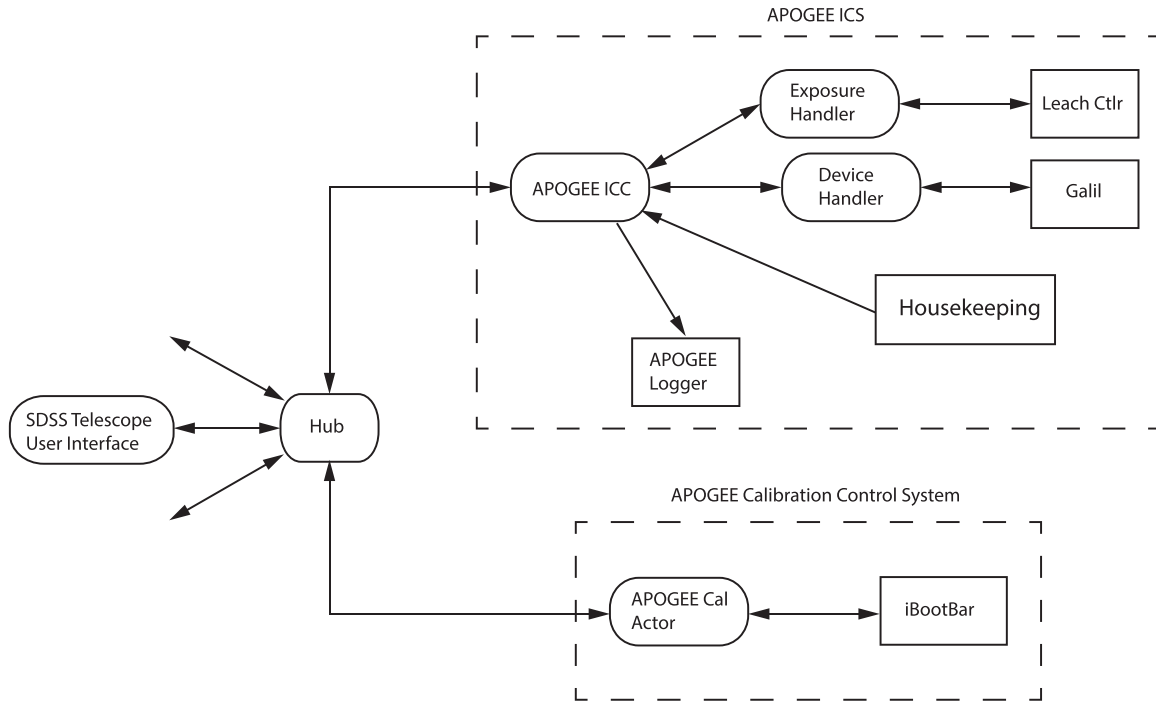 APOGEE ICS
Exposure
Handler
Leach Ctlr
APOGEE ICC
Device
Handler
Galil
Housekeeping
APOGEE
Logger
SDSS Telescope
User Interface
Hub
APOGEE Calibration Control System
APOGEE Cal
Actor
iBootBar